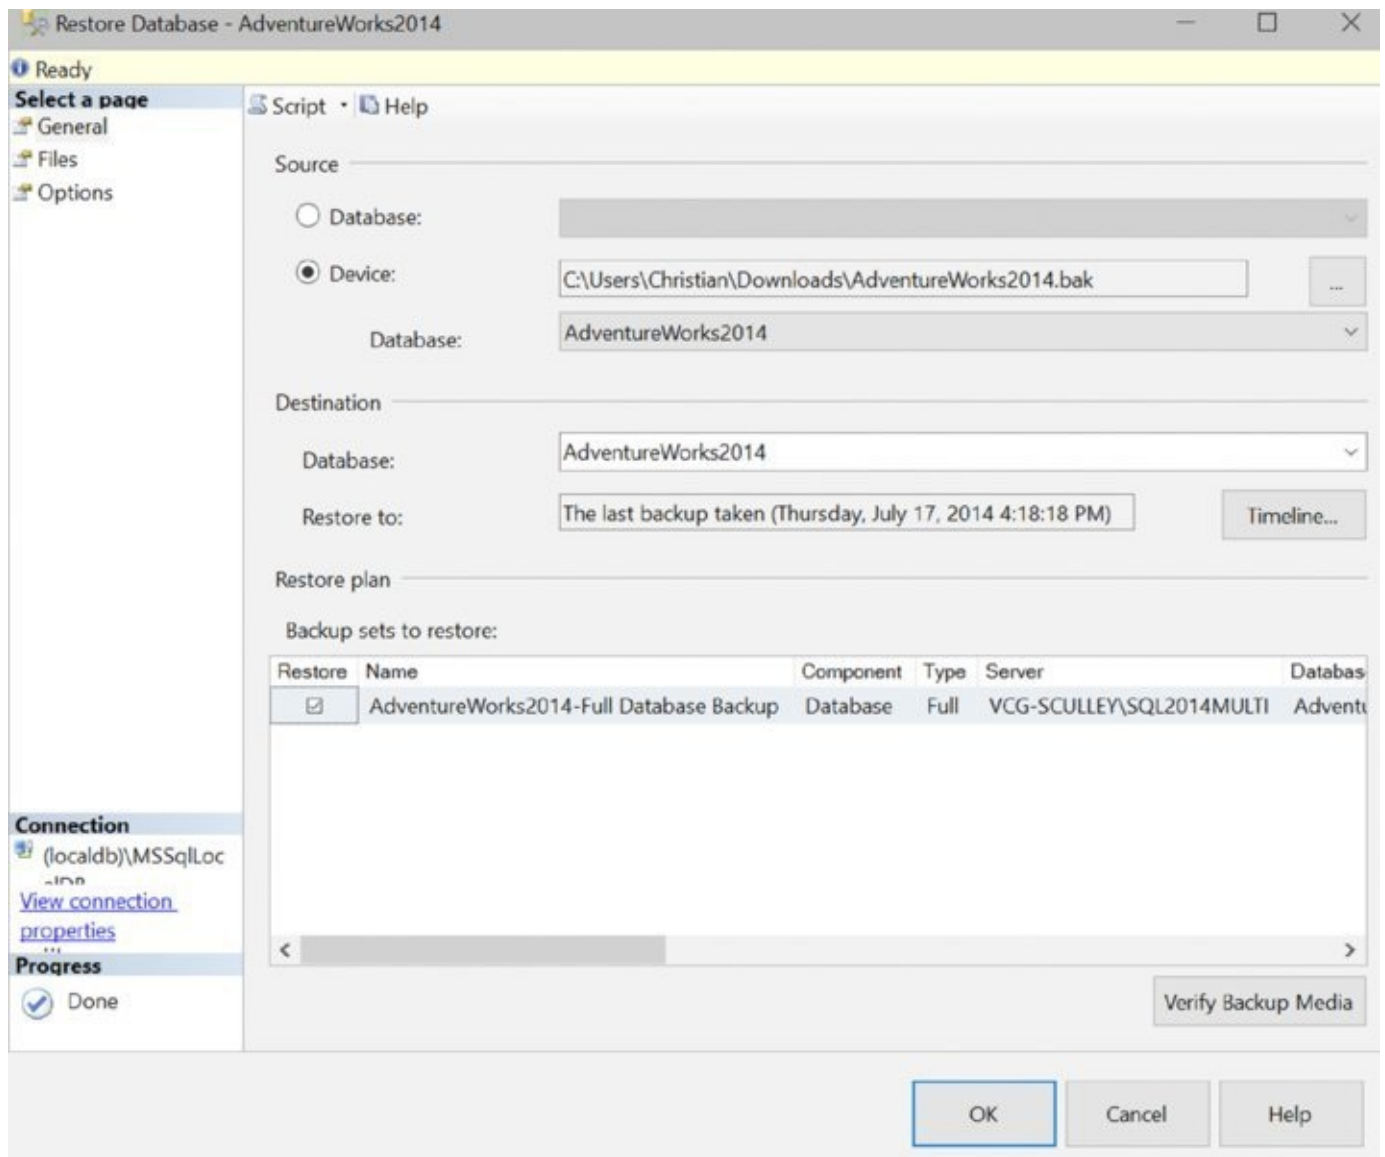 Restore Database - AdventureWorks2014
Ready
Select a page
General
Files
Options
Script
Help
Source
Database:
Device:
C:\Users\Christian\Downloads\AdventureWorks2014.bak
...
Database:
AdventureWorks2014
Destination
Database:
AdventureWorks2014
Restore to:
The last backup taken (Thursday, July 17, 2014 4:18:18 PM)
Timeline...
Restore plan
Backup sets to restore:
Restore Name Component Type Server Databas
AdventureWorks2014-Full Database Backup Database Full VCG-SCULLEY\SQL2014MULTI Adventu
Connection
(localdb)\MSSqlLoc
View connection
properties
Progress
Done
Verify Backup Media
OK
Cancel
Help